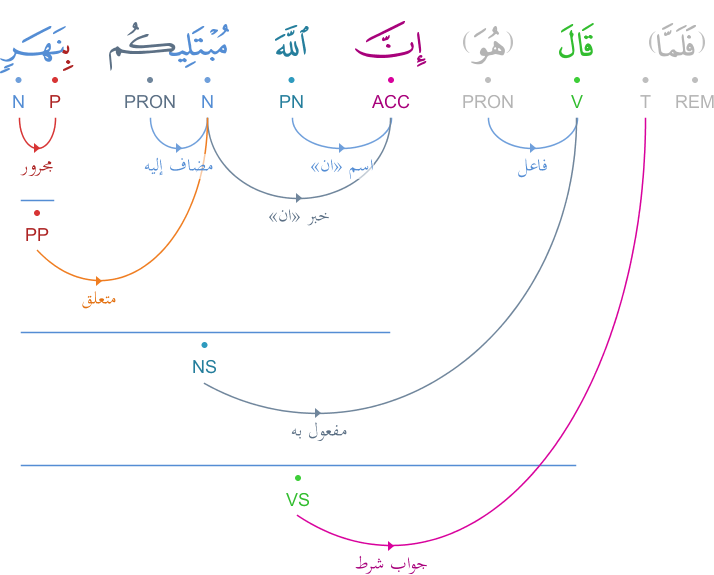 (فَلَمَّا) قَالَ (هُوَ) إِنَّ ٱللَّهَ مُبْتَلِيكُم بِنَهَرٍ
REM T V PRON ACC PN N PRON P N
فاعل اسم «ان» مضاف إليه مجرور
خبر «ان»
PP
متعلق
NS
مفعول به
VS
جواب شرط